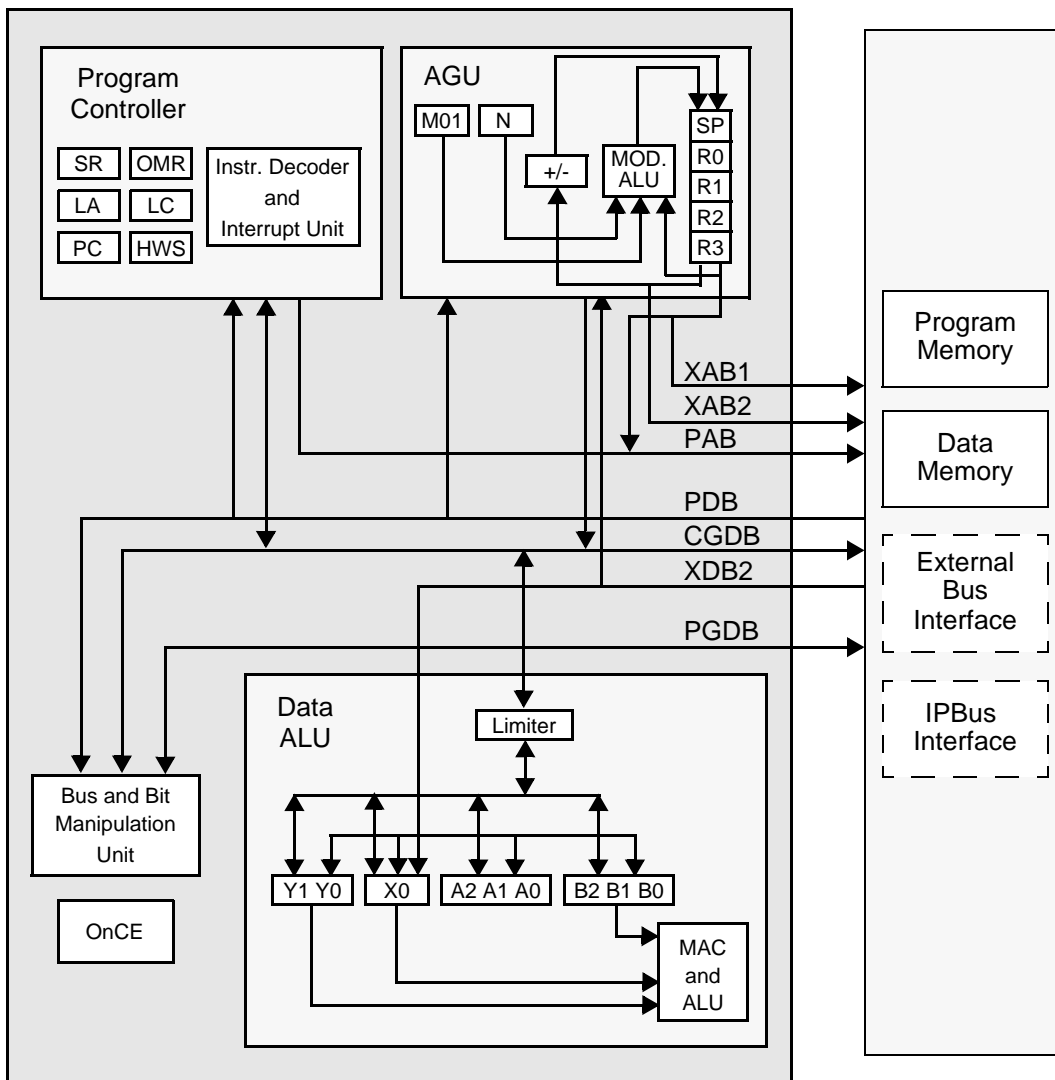 Program
Controller
SR
OMR
LA
LC
PC
HWS
Instr. Decoder
and
Interrupt Unit
AGU
M01
N
+/-
MOD.
ALU
SP
R0
R1
R2
R3
Program
Memory
Data
Memory
External
Bus
Interface
IPBus
Interface
XAB1
XAB2
PAB
PDB
CGDB
XDB2
PGDB
Data
ALU
Limiter
Y1 Y0
X0
A2 A1 A0
B2 B1 B0
MAC
and
ALU
Bus and Bit
Manipulation
Unit
OnCE